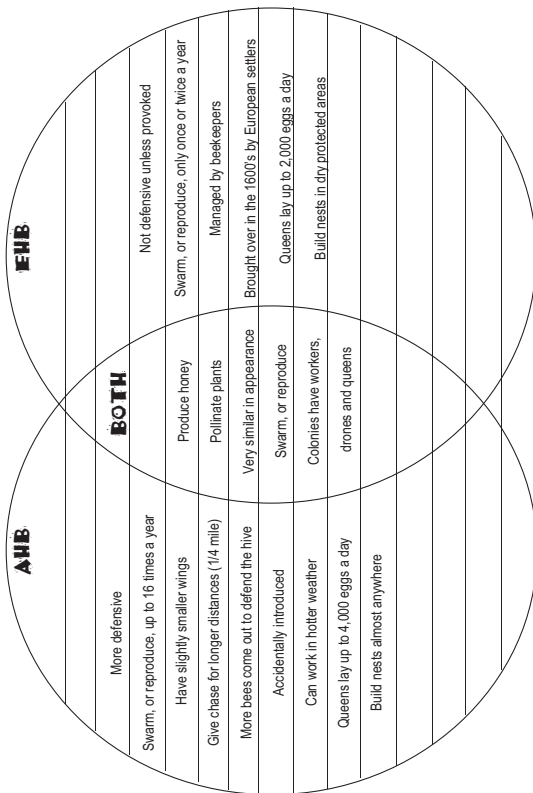 AHB
More defensive
Swarm, or reproduce, up to 16 times a year
Have slightly smaller wings
Give chase for longer distances (1/4 mile)
More bees come out to defend the hive
Accidentally introduced
Can work in hotter weather
Queens lay up to 4,000 eggs a day
Build nests almost anywhere
BOTH
Produce honey
Pollinate plants
Very similar in appearance
Swarm, or reproduce
Colonies have workers,
drones and queens
EHB
Not defensive unless provoked
Swarm, or reproduce, only once or twice a year
Managed by beekeepers
Brought over in the 1600's by European settlers
Queens lay up to 2,000 eggs a day
Build nests in dry protected areas